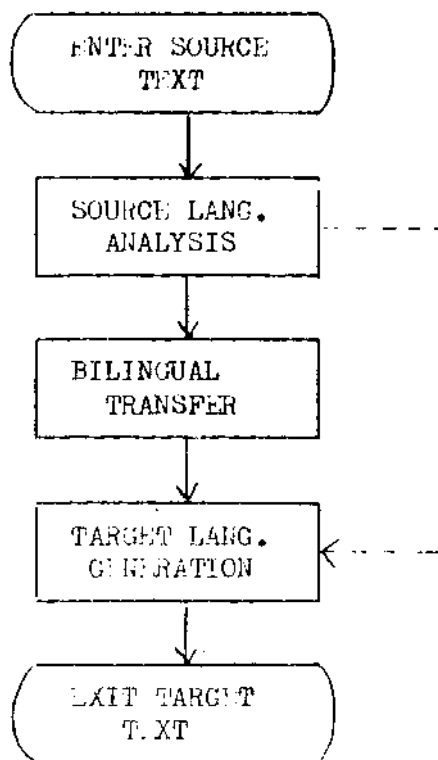 ENTER SOURCE
TEXT
SOURCE LANG.
ANALYSIS
BILINGUAL
TRANSFER
TARGET LANG.
GENERATION
EXIT TARGET
TEXT